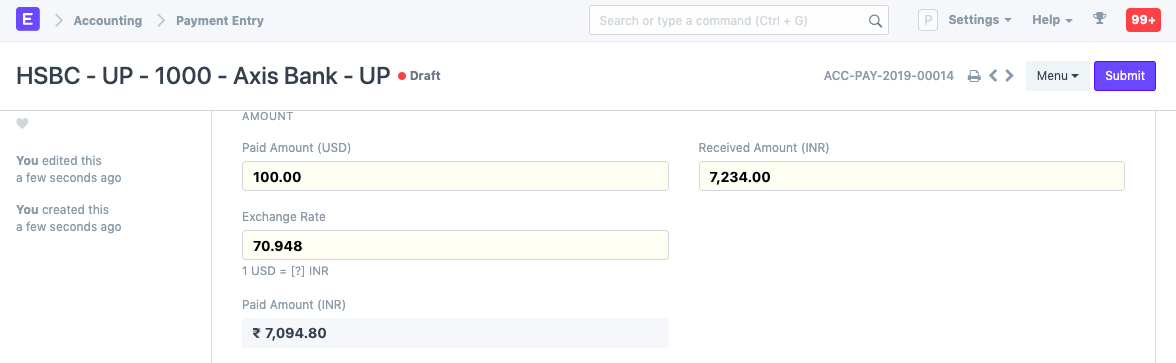 E Accounting Payment Entry Search or type a command (Ctrl + G) P Settings Help 99+
HSBC - UP - 1000 - Axis Bank - UP Draft ACC-PAY-2019-00014 Menu Submit
AMOUNT
You edited this
a few seconds ago
You created this
a few seconds ago
Paid Amount (USD)
100.00
Received Amount (INR)
7,234.00
Exchange Rate
70.948
1 USD = [?] INR
Paid Amount (INR)
₹ 7,094.80